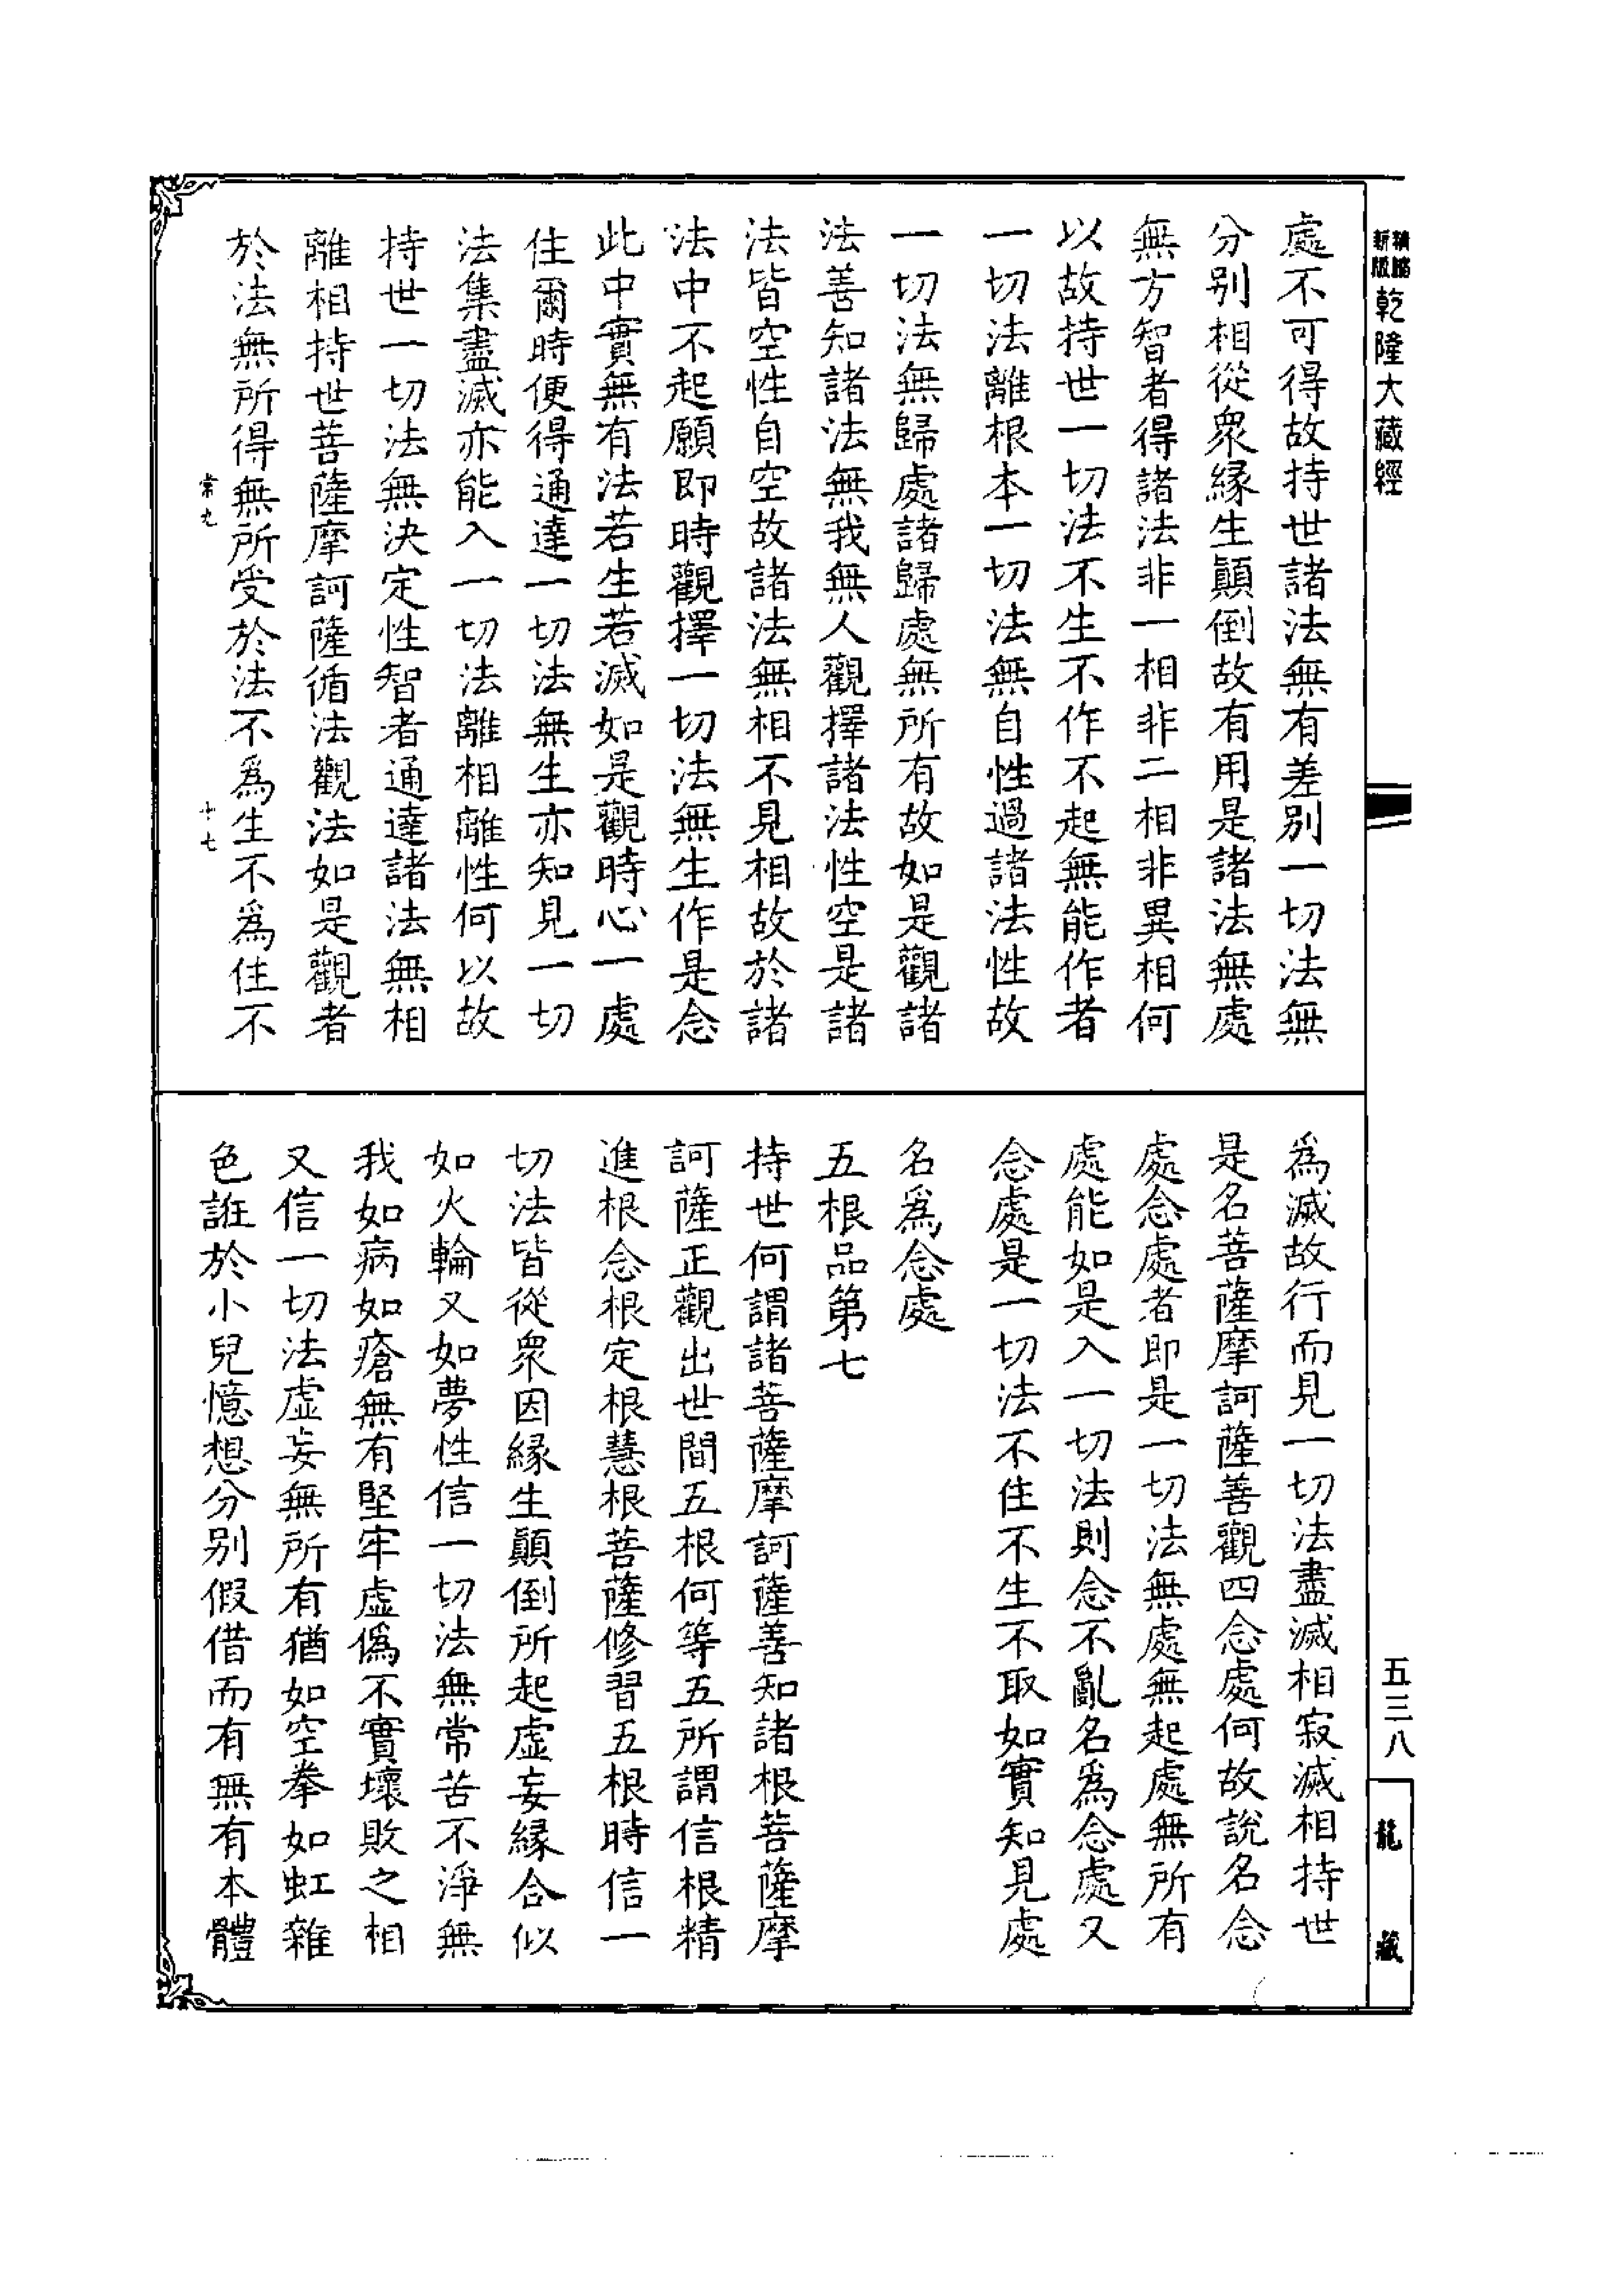 新版精縮
乾隆大藏經
處不可得故持世諸法無有差別一切法無
分別相從衆緣生顛倒故有用是諸法無處
無方智者得諸法非一相非二相非異相何
以故持世一切法不生不作不起無能作者
一切法離根本一切法無自性過諸法性故
一切法無歸處諸歸處無所有故如是觀諸
法善知諸法無我無人觀擇諸法性空是諸
法皆空性自空故諸法無相不見相故於諸
法中不起願即時觀擇一切法無生作是念
此中實無有法若生若滅如是觀時心一處
住爾時便得通達一切法無生亦知見一切
法集盡滅亦能入一切法離相離性何以故
持世一切法無決定性智者通達諸法無相
離相持世菩薩摩訶薩循法觀法如是觀者
於法無所得無所受於法不爲生不爲住不
常九
十七
爲滅故行而見一切法盡滅相寂滅相持世
是名菩薩摩訶薩善觀四念處何故說名念
處念處者即是一切法無處無起處無所有
處能如是入一切法則念不亂名爲念處又
念處是一切法不住不生不取如實知見處
名爲念處
五根品第七
持世何謂諸菩薩摩訶薩善知諸根菩薩摩
訶薩正觀出世間五根何等五所謂信根精
進根念根定根慧根菩薩修習五根時信一
切法皆從衆因緣生顛倒所起虛妄緣合似
如火輪又如夢性信一切法無常苦不淨無
我如病如瘡無有堅牢虛僞不實壞敗之相
又信一切法虛妄無所有猶如空拳如虹雜
色誑於小兒憶想分別假借而有無有本體
五三八
龍藏